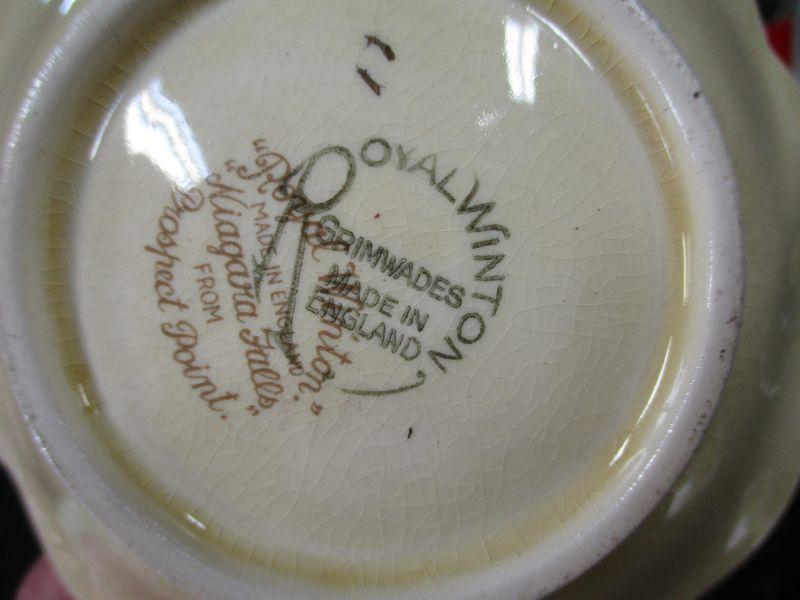 ROYAL WINTON
GRIMWADES
MADE IN
ENGLAND
"Royal Winton"
MADE IN ENGLAND
"Niagara Falls"
FROM
Prospect Point.